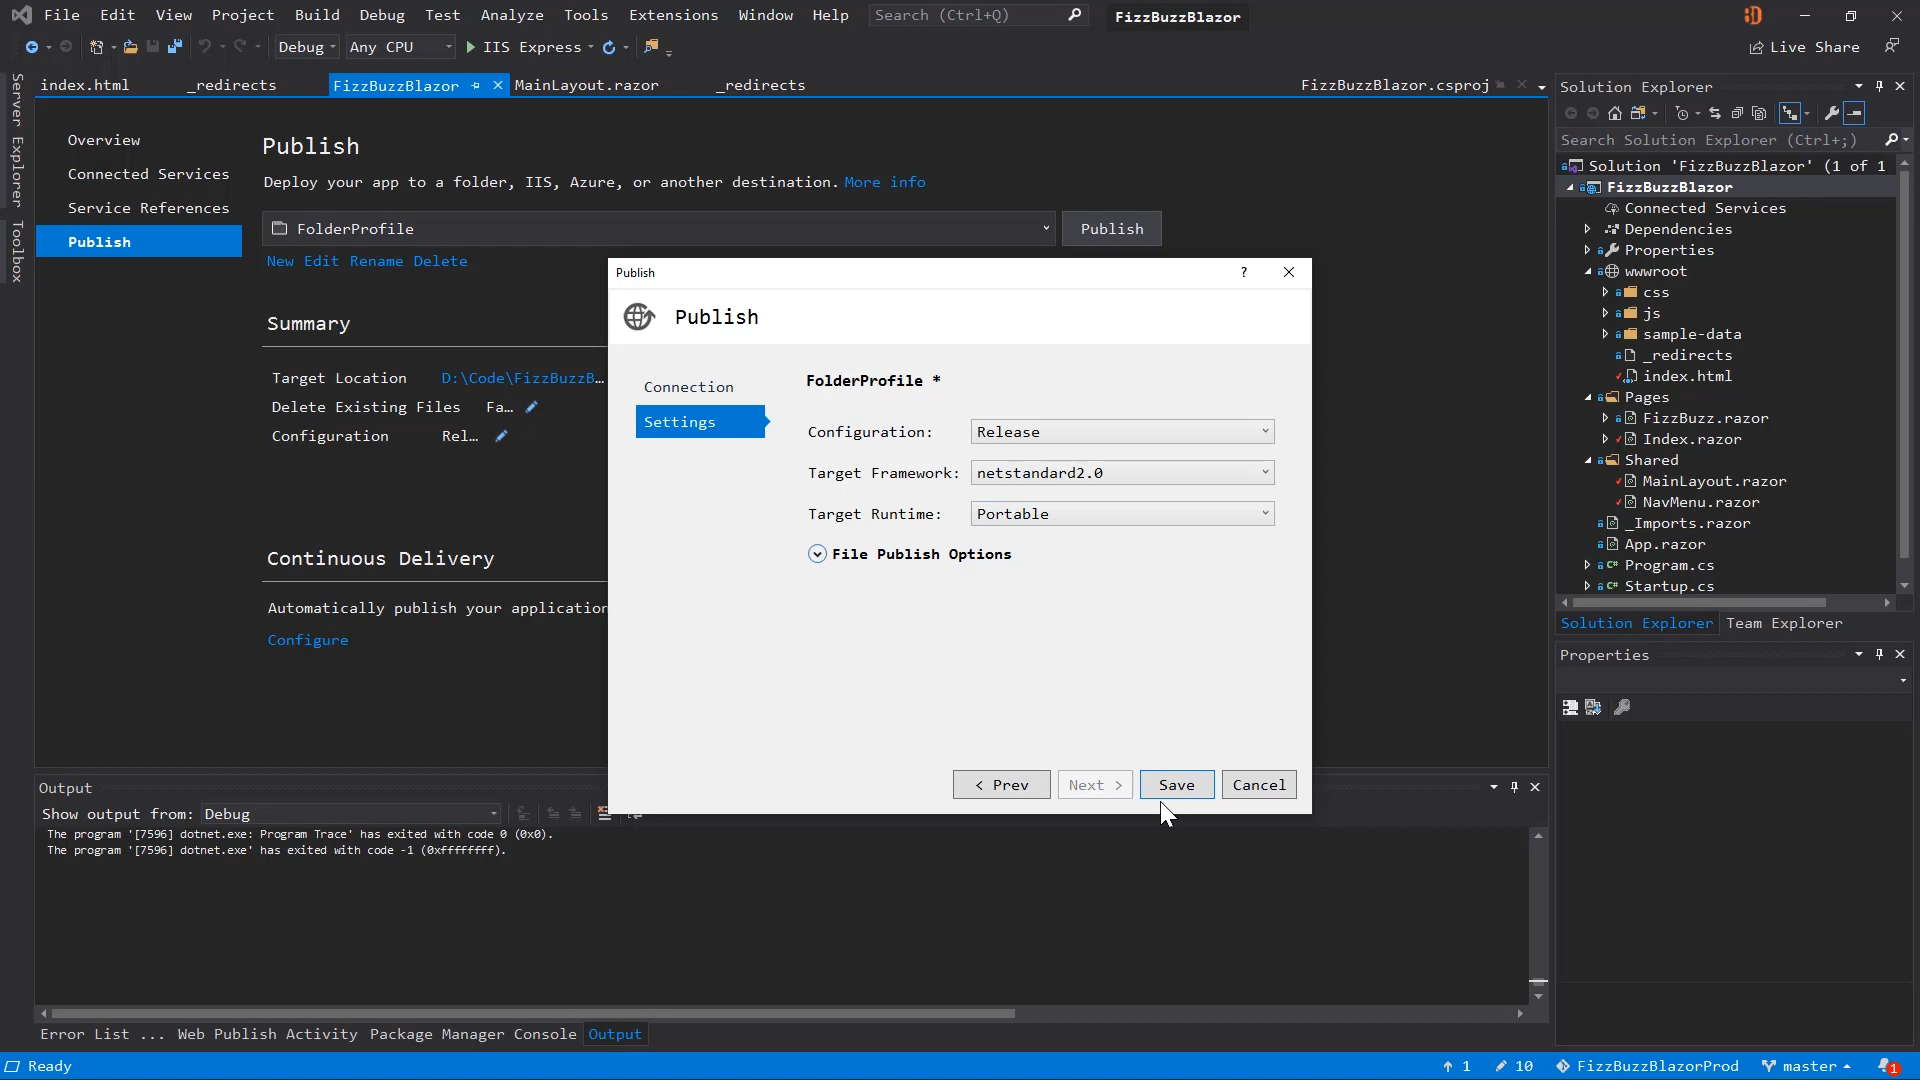 File Edit View Project Build Debug Test Analyze Tools Extensions Window Help Search (Ctrl+Q) FizzBuzzBlazor
Debug Any CPU IIS Express Live Share
index.html _redirects FizzBuzzBlazor MainLayout.razor _redirects FizzBuzzBlazor.csproj
Server Explorer
Toolbox
Overview
Connected Services
Service References
Publish
Publish
Deploy your app to a folder, IIS, Azure, or another destination. More info
FolderProfile Publish
New Edit Rename Delete
Summary
Target Location D:\Code\FizzBuzzB…
Delete Existing Files Fa…
Configuration Rel…
Continuous Delivery
Automatically publish your application
Configure
Publish ?
Publish
Connection
Settings
FolderProfile *
Configuration: Release
Target Framework: netstandard2.0
Target Runtime: Portable
File Publish Options
< Prev Next > Save Cancel
Solution Explorer
Search Solution Explorer (Ctrl+;)
Solution 'FizzBuzzBlazor' (1 of 1
FizzBuzzBlazor
Connected Services
Dependencies
Properties
wwwroot
css
js
sample-data
_redirects
index.html
Pages
FizzBuzz.razor
Index.razor
Shared
MainLayout.razor
NavMenu.razor
_Imports.razor
App.razor
C# Program.cs
C# Startup.cs
Solution Explorer Team Explorer
Properties
Output
Show output from: Debug
The program '[7596] dotnet.exe: Program Trace' has exited with code 0 (0x0).
The program '[7596] dotnet.exe' has exited with code -1 (0xffffffff).
Error List ... Web Publish Activity Package Manager Console Output
Ready 1 10 FizzBuzzBlazorProd master 1